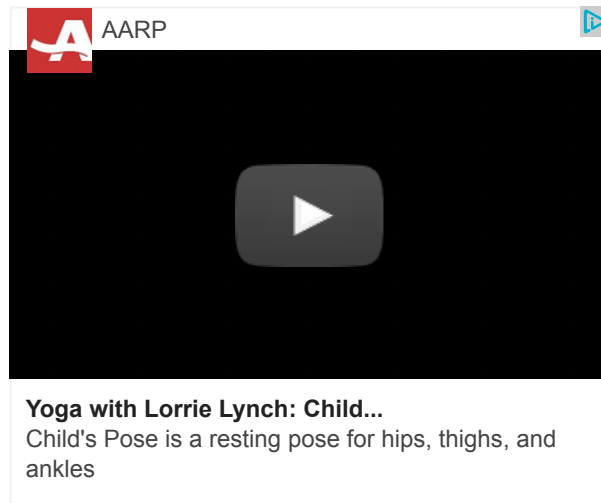 AARP
Yoga with Lorrie Lynch: Child...
Child's Pose is a resting pose for hips, thighs, and
ankles